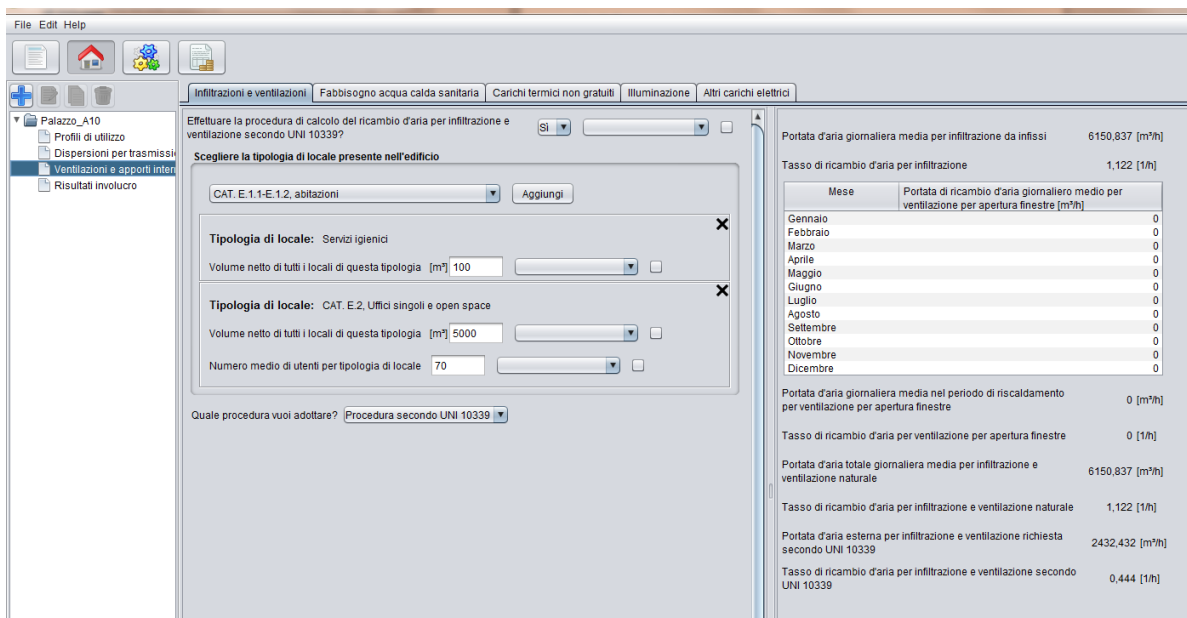 File Edit Help
Infiltrazioni e ventilazioni Fabbisogno acqua calda sanitaria Carichi termici non gratuiti Illuminazione Altri carichi elettrici
Palazzo_A10
Profili di utilizzo
Dispersioni per trasmissi
Ventilazioni e apporti inter
Risultati involucro
Effettuare la procedura di calcolo del ricambio d'aria per infiltrazione e
ventilazione secondo UNI 10339?
Sì
Scegliere la tipologia di locale presente nell'edificio
CAT. E.1.1-E.1.2, abitazioni Aggiungi
Tipologia di locale: Servizi igienici
Volume netto di tutti i locali di questa tipologia [m³] 100
Tipologia di locale: CAT. E.2, Uffici singoli e open space
Volume netto di tutti i locali di questa tipologia [m³] 5000
Numero medio di utenti per tipologia di locale 70
Quale procedura vuoi adottare? Procedura secondo UNI 10339
Portata d'aria giornaliera media per infiltrazione da infissi 6150,837 [m³/h]
Tasso di ricambio d'aria per infiltrazione 1,122 [1/h]
Mese Portata di ricambio d'aria giornaliero medio per
ventilazione per apertura finestre [m³/h]
Gennaio 0
Febbraio 0
Marzo 0
Aprile 0
Maggio 0
Giugno 0
Luglio 0
Agosto 0
Settembre 0
Ottobre 0
Novembre 0
Dicembre 0
Portata d'aria giornaliera media nel periodo di riscaldamento
per ventilazione per apertura finestre 0 [m³/h]
Tasso di ricambio d'aria per ventilazione per apertura finestre 0 [1/h]
Portata d'aria totale giornaliera media per infiltrazione e
ventilazione naturale 6150,837 [m³/h]
Tasso di ricambio d'aria per infiltrazione e ventilazione naturale 1,122 [1/h]
Portata d'aria esterna per infiltrazione e ventilazione richiesta
secondo UNI 10339 2432,432 [m³/h]
Tasso di ricambio d'aria per infiltrazione e ventilazione secondo
UNI 10339 0,444 [1/h]